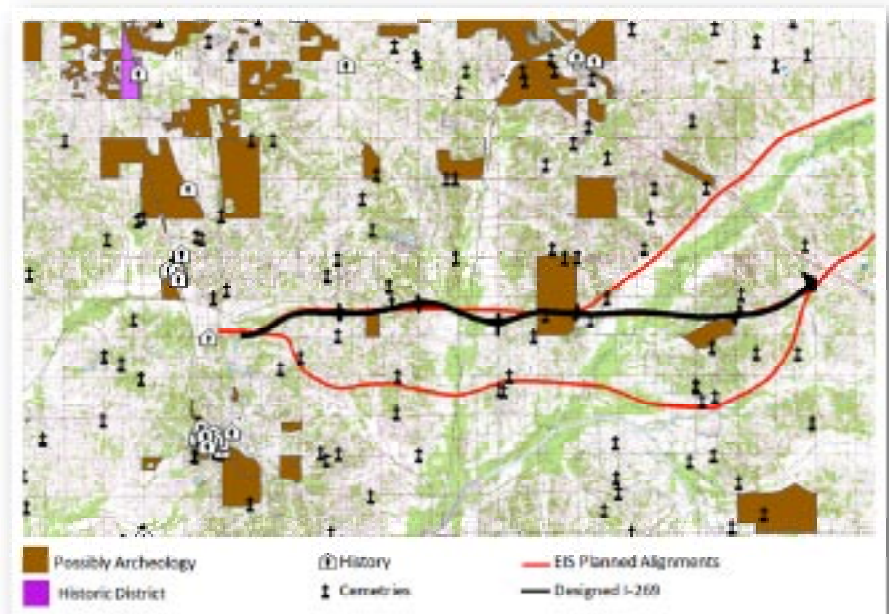 Possibly Archeology
History
EIS Planned Alignments
Historic District
Cemetries
Designed I-269